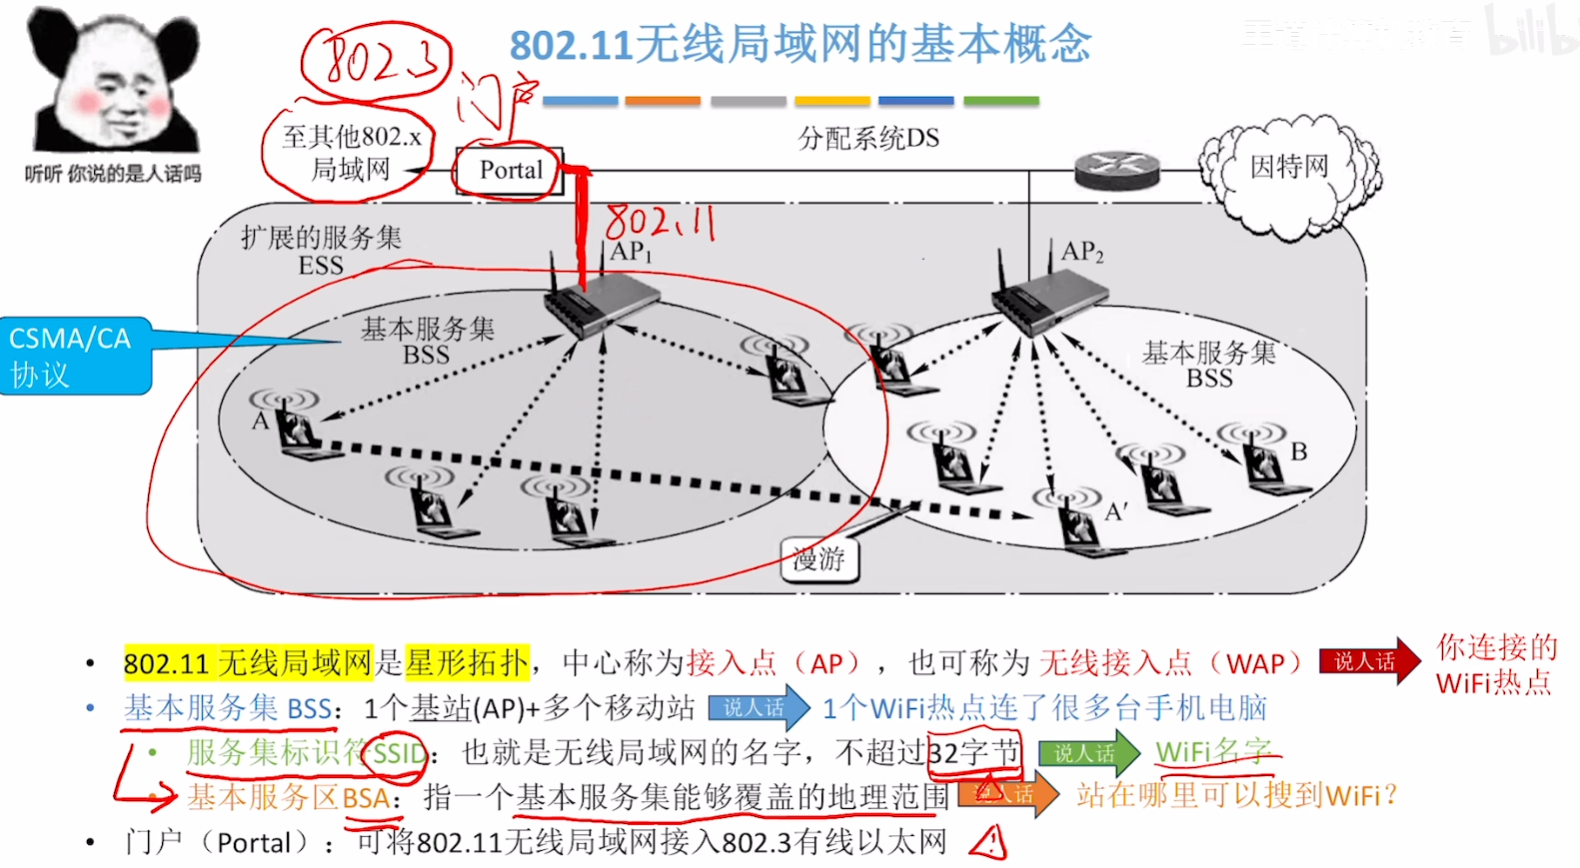 802.11无线局域网的基本概念
bilib
802.3
门户
听听 你说的是人话吗
至其他802.x
局域网
Portal
分配系统DS
因特网
802.11
扩展的服务集
ESS
AP₁
AP₂
CSMA/CA
协议
基本服务集
BSS
基本服务集
BSS
A
B
A′
漫游
• 802.11 无线局域网是星形拓扑，中心称为接入点（AP），也可称为 无线接入点（WAP） 说人话 你连接的
WiFi热点
• 基本服务集 BSS：1个基站(AP)+多个移动站 说人话 1个WiFi热点连了很多台手机电脑
• 服务集标识符SSID：也就是无线局域网的名字，不超过32字节 说人话 WiFi名字
• 基本服务区BSA：指一个基本服务集能够覆盖的地理范围 说人话 站在哪里可以搜到WiFi？
• 门户（Portal）：可将802.11无线局域网接入802.3有线以太网